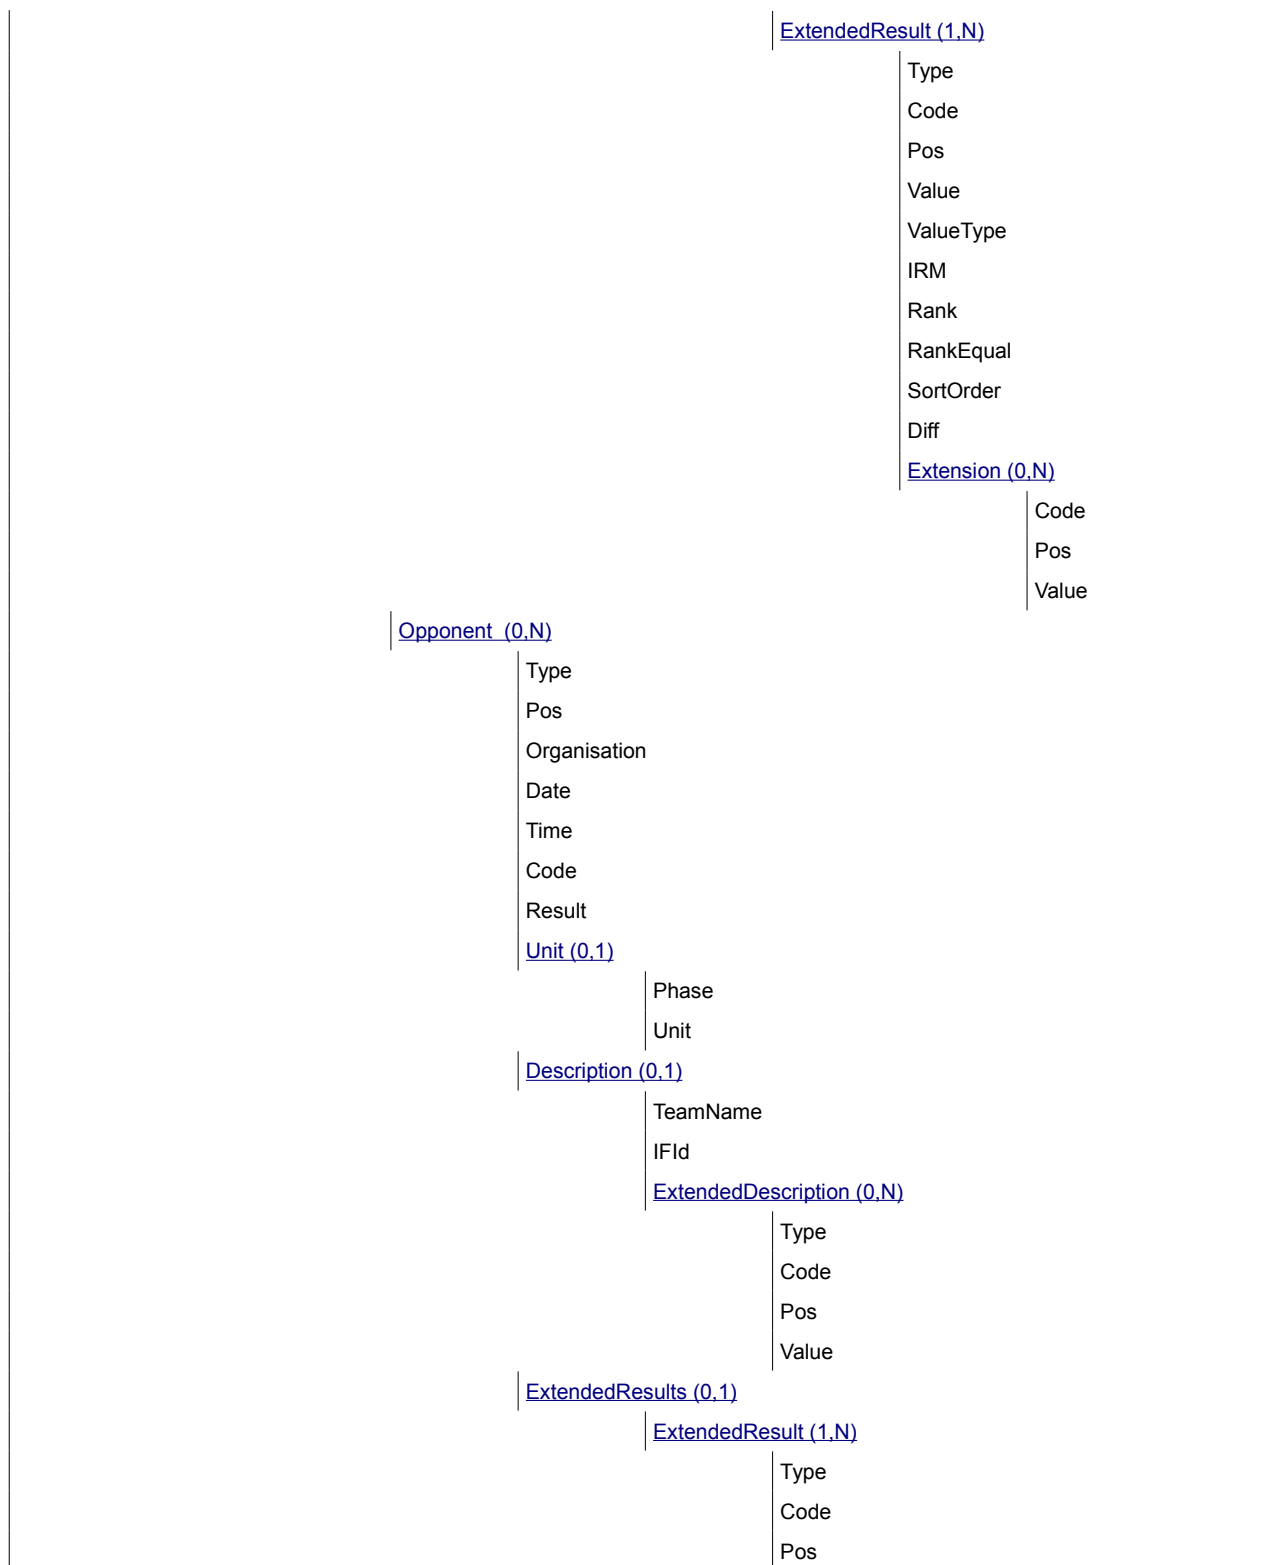 ExtendedResult (1,N)
Type
Code
Pos
Value
ValueType
IRM
Rank
RankEqual
SortOrder
Diff
Extension (0,N)
Code
Pos
Value
Opponent  (0,N)
Type
Pos
Organisation
Date
Time
Code
Result
Unit (0,1)
Phase
Unit
Description (0,1)
TeamName
IFId
ExtendedDescription (0,N)
Type
Code
Pos
Value
ExtendedResults (0,1)
ExtendedResult (1,N)
Type
Code
Pos